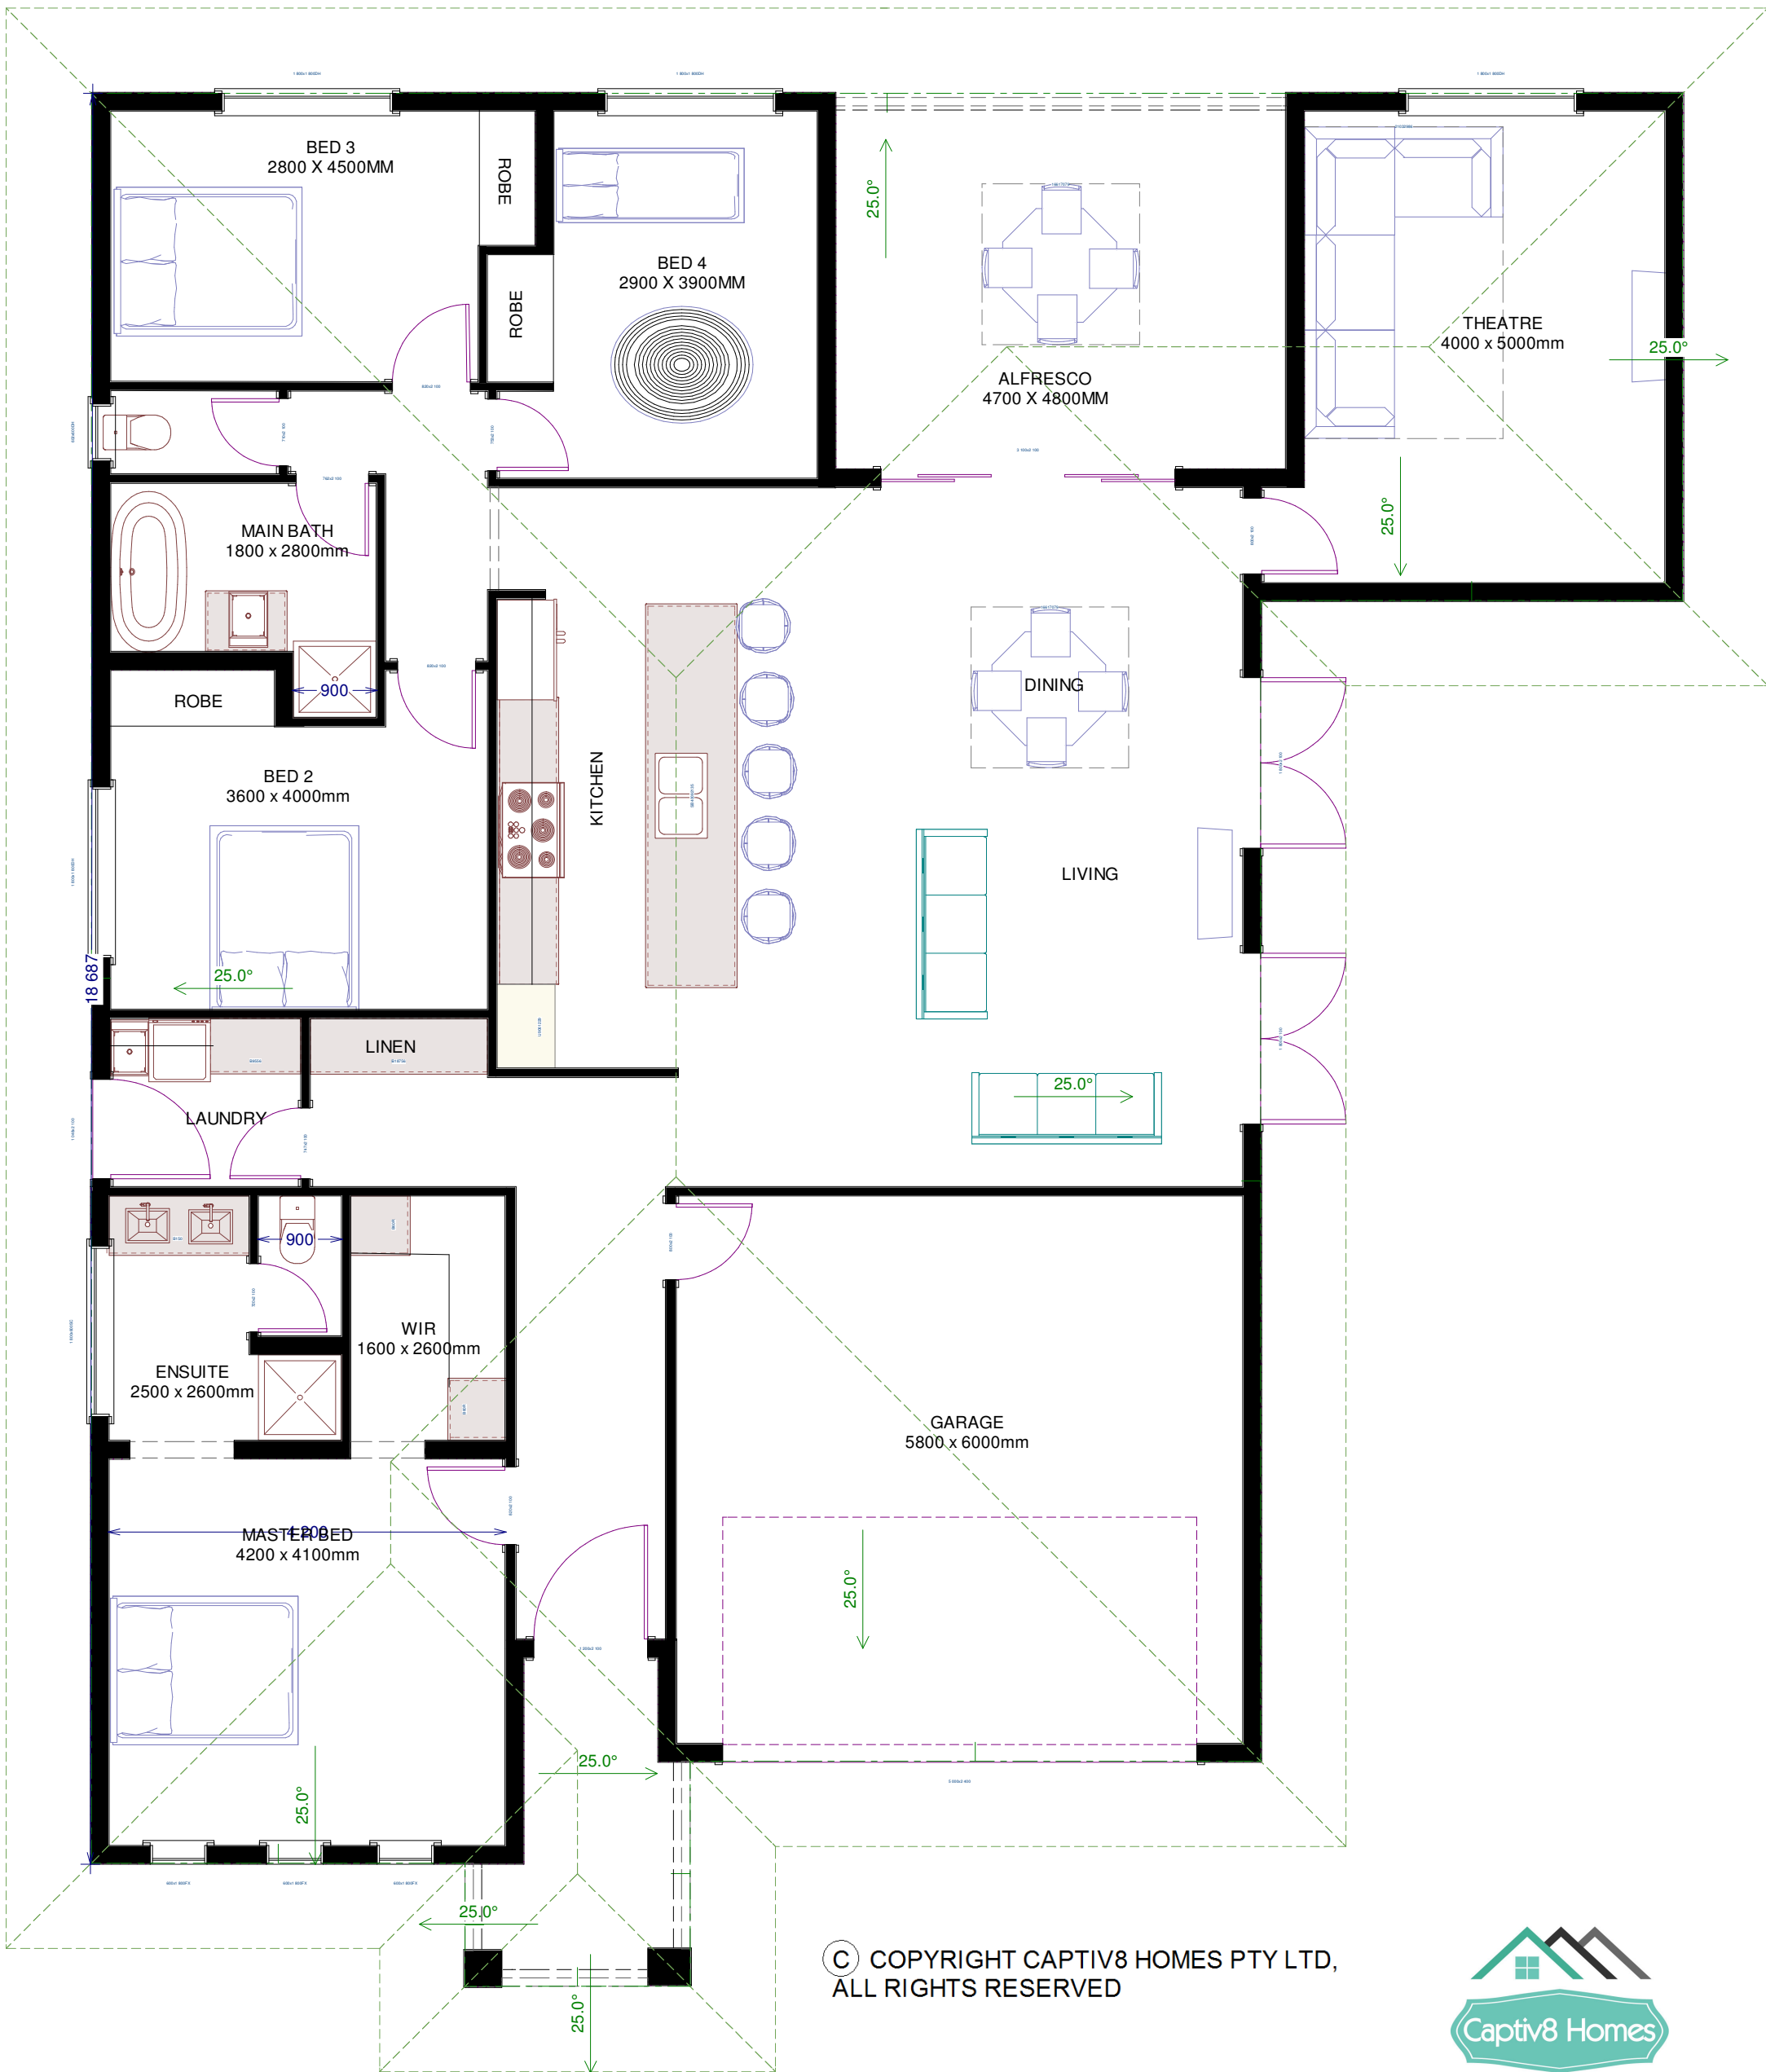 BED 3
2800 X 4500MM
ROBE
BED 4
2900 X 3900MM
ROBE
25.0°
ALFRESCO
4700 X 4800MM
THEATRE
4000 x 5000mm
25.0°
25.0°
MAIN BATH
1800 x 2800mm
900
ROBE
BED 2
3600 x 4000mm
KITCHEN
DINING
LIVING
18 687
25.0°
LINEN
LAUNDRY
25.0°
900
WIR
1600 x 2600mm
ENSUITE
2500 x 2600mm
GARAGE
5800 x 6000mm
4 200
MASTER BED
4200 x 4100mm
25.0°
25.0°
25.0°
25.0°
25.0°
C COPYRIGHT CAPTIV8 HOMES PTY LTD,
ALL RIGHTS RESERVED
Captiv8 Homes